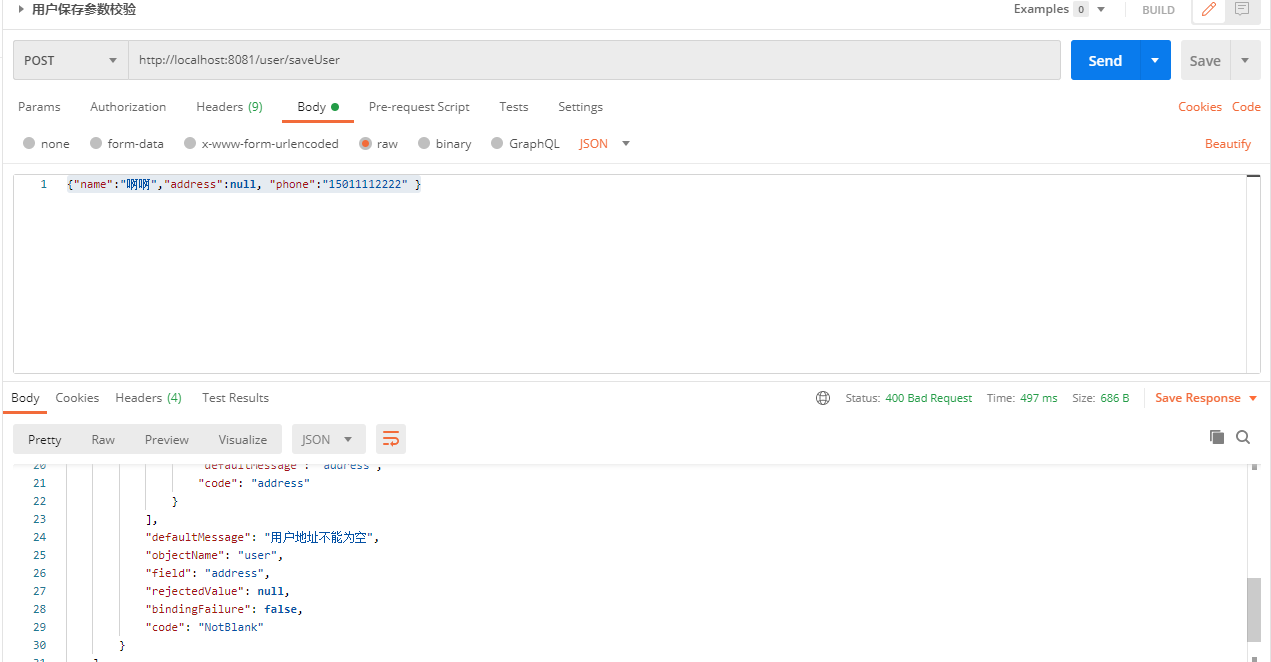 用户保存参数校验
Examples 0 BUILD
POST http://localhost:8081/user/saveUser Send Save
Params Authorization Headers (9) Body Pre-request Script Tests Settings Cookies Code
none form-data x-www-form-urlencoded raw binary GraphQL JSON Beautify
1 {"name":"啊啊","address":null, "phone":"15011112222" }
Body Cookies Headers (4) Test Results Status: 400 Bad Request Time: 497 ms Size: 686 B Save Response
Pretty Raw Preview Visualize JSON
20 "defaultMessage": "address",
21 "code": "address"
22 }
23 ],
24 "defaultMessage": "用户地址不能为空",
25 "objectName": "user",
26 "field": "address",
27 "rejectedValue": null,
28 "bindingFailure": false,
29 "code": "NotBlank"
30 }
31 ]